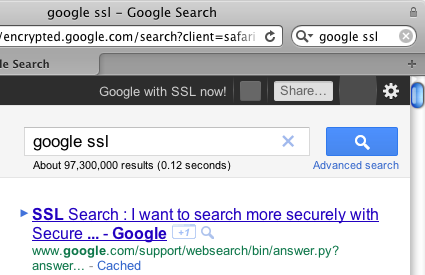 google ssl – Google Search
/encrypted.google.com/search?client=safari
google ssl
le Search
Google with SSL now!
Share…
google ssl
About 97,300,000 results (0.12 seconds)
Advanced search
SSL Search : I want to search more securely with
Secure ... - Google +1
www.google.com/support/websearch/bin/answer.py?
answer... - Cached